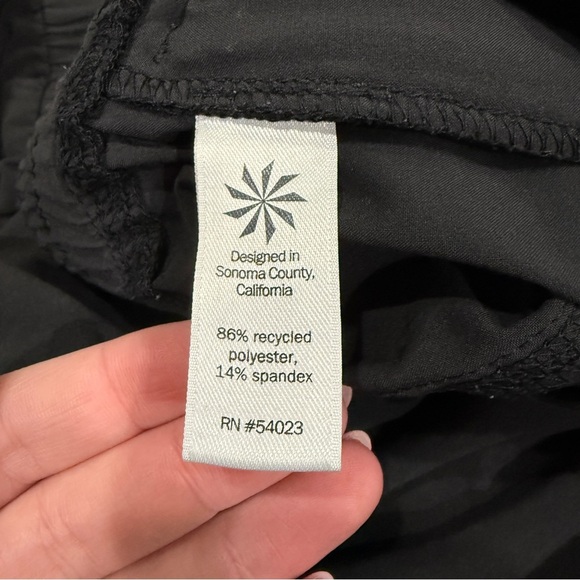 Designed in
Sonoma County,
California
86% recycled
polyester,
14% spandex
RN #54023